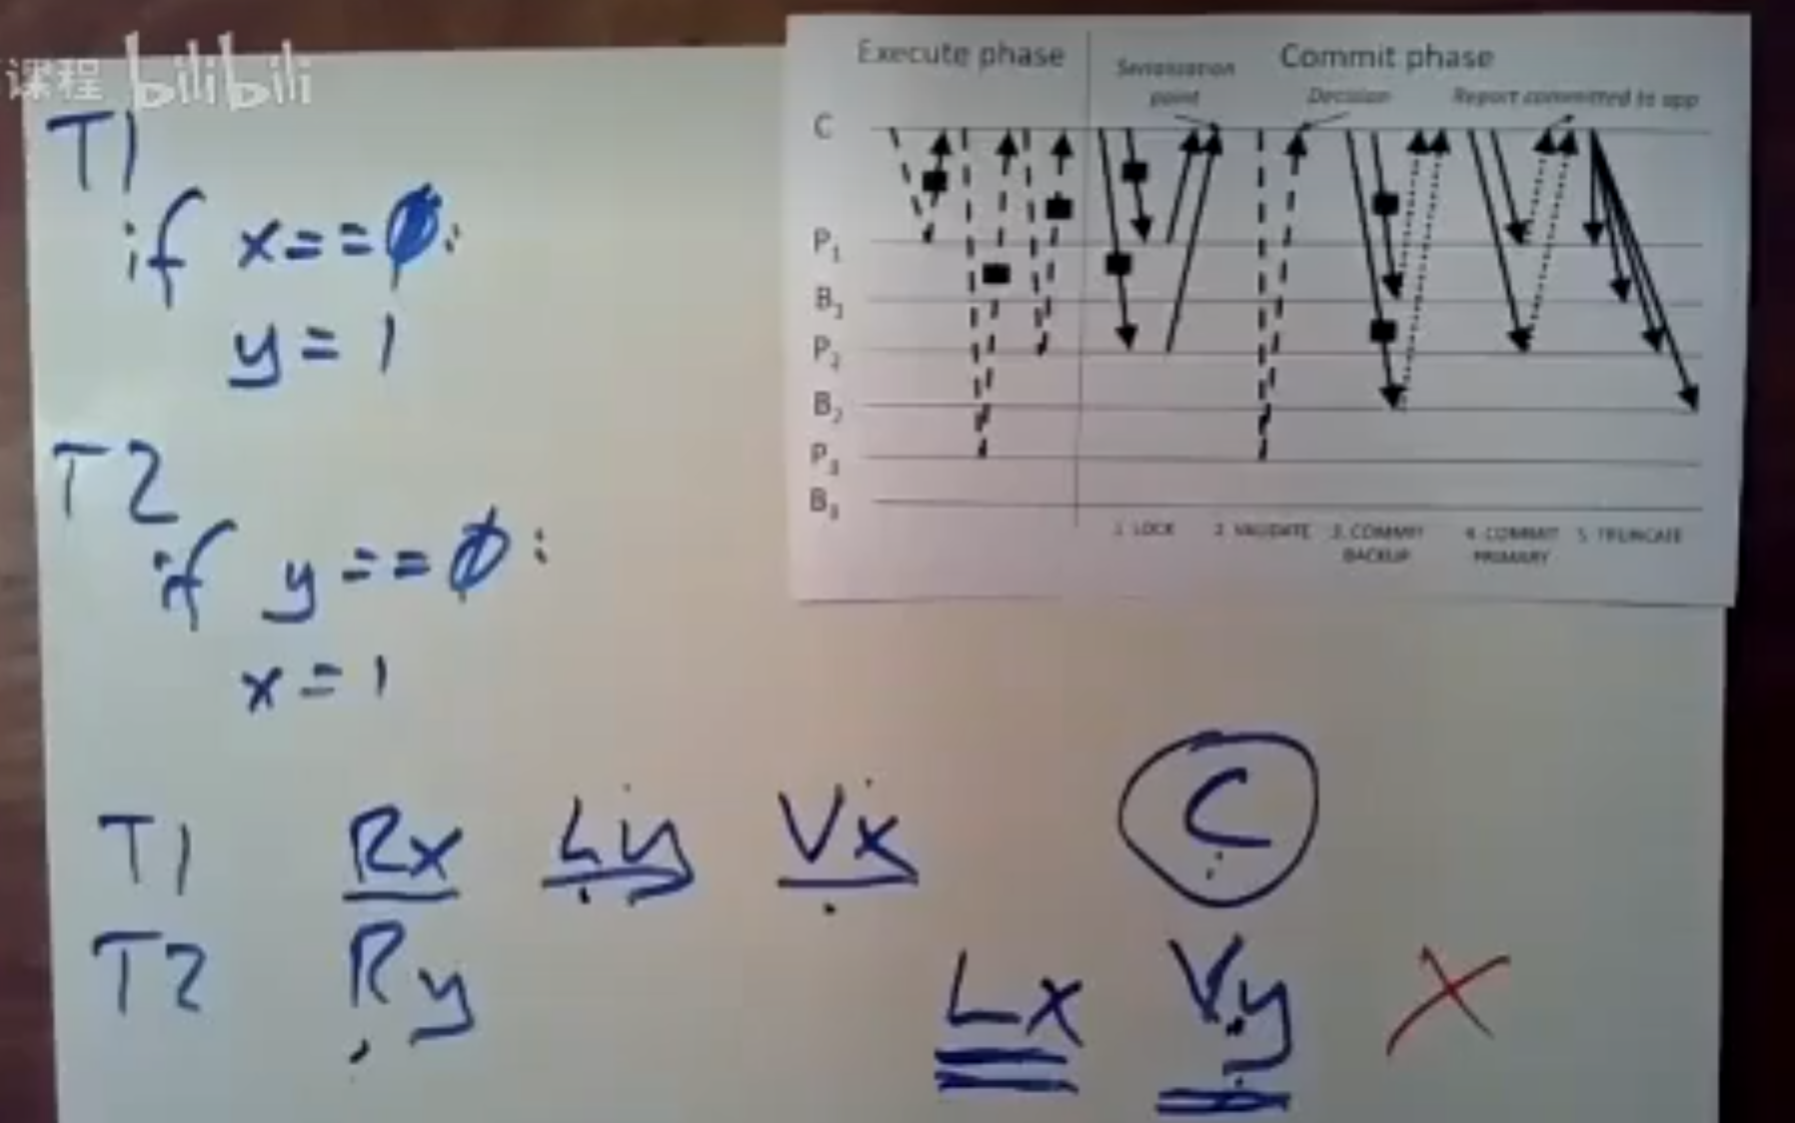 课程 bilibili
T1
if x==0:
y=1
T2
if y==0:
x=1
T1 Rx Ly Vx C
T2 Ry Lx Vy X
Execute phase
Commit phase
Serialization point
Decision
Report committed to app
C
P1
B1
P2
B2
P3
B3
1. LOCK
2. VALIDATE
3. COMMIT BACKUP
4. COMMIT PRIMARY
5. TRUNCATE